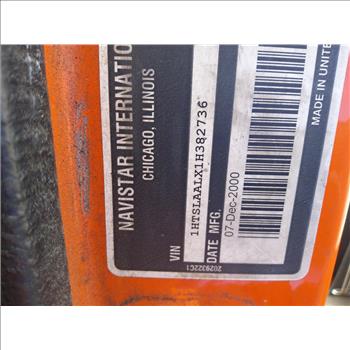 NAVISTAR INTERNATIO
CHICAGO, ILLINOIS
VIN 1HTSLAALX1H382736
DATE MFG. 07-Dec-2000
MADE IN UNITE
2029322C1